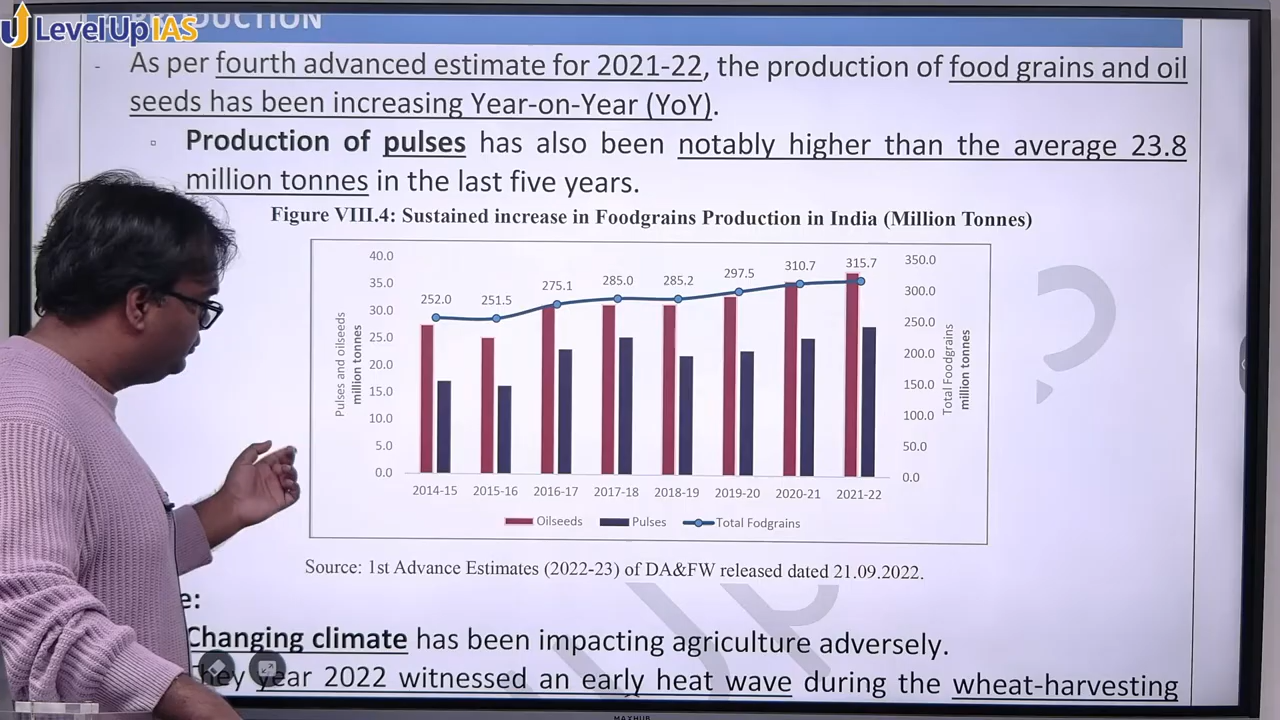 LevelUpIAS
PRODUCTION
- As per fourth advanced estimate for 2021-22, the production of food grains and oil
seeds has been increasing Year-on-Year (YoY).
Production of pulses has also been notably higher than the average 23.8
million tonnes in the last five years.
Figure VIII.4: Sustained increase in Foodgrains Production in India (Million Tonnes)
40.0
35.0
30.0
25.0
20.0
15.0
10.0
5.0
0.0
Pulses and oilseeds
million tonnes
252.0 251.5 275.1 285.0 285.2 297.5 310.7 315.7
350.0
300.0
250.0
200.0
150.0
100.0
50.0
0.0
Total Foodgrains
million tonnes
2014-15 2015-16 2016-17 2017-18 2018-19 2019-20 2020-21 2021-22
Oilseeds Pulses Total Fodgrains
Source: 1st Advance Estimates (2022-23) of DA&FW released dated 21.09.2022.
e:
Changing climate has been impacting agriculture adversely.
They year 2022 witnessed an early heat wave during the wheat-harvesting
MAXHUB